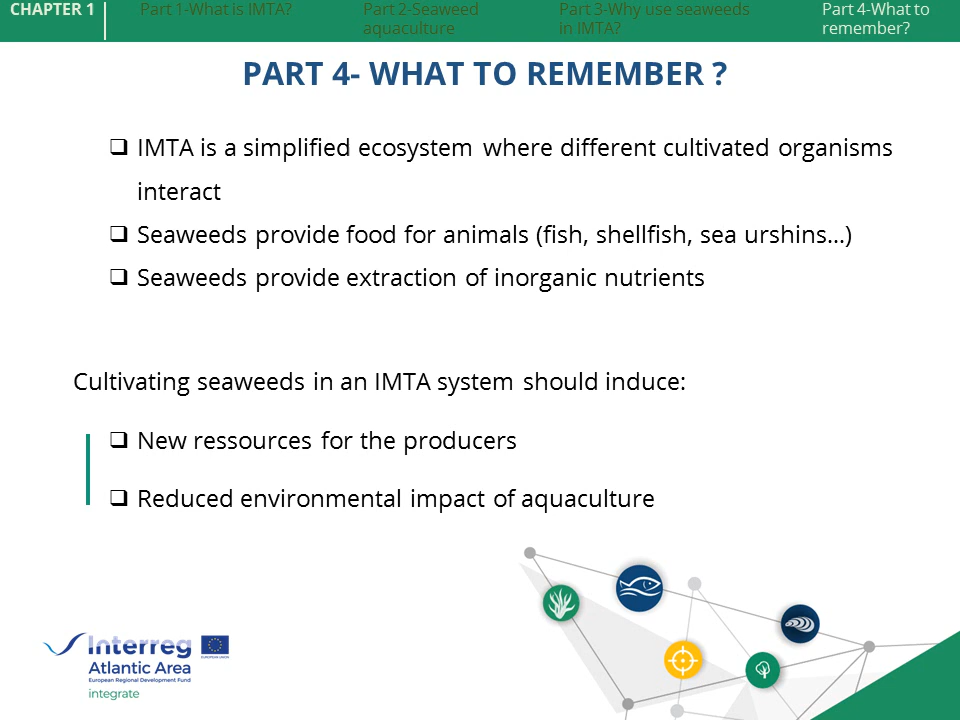 CHAPTER 1
Part 1-What is IMTA?
Part 2-Seaweed
aquaculture
Part 3-Why use seaweeds
in IMTA?
Part 4-What to
remember?
PART 4- WHAT TO REMEMBER ?
❑ IMTA is a simplified ecosystem where different cultivated organisms
interact
❑ Seaweeds provide food for animals (fish, shellfish, sea urshins…)
❑ Seaweeds provide extraction of inorganic nutrients
Cultivating seaweeds in an IMTA system should induce:
❑ New ressources for the producers
❑ Reduced environmental impact of aquaculture
Interreg
EUROPEAN UNION
Atlantic Area
European Regional Development Fund
integrate